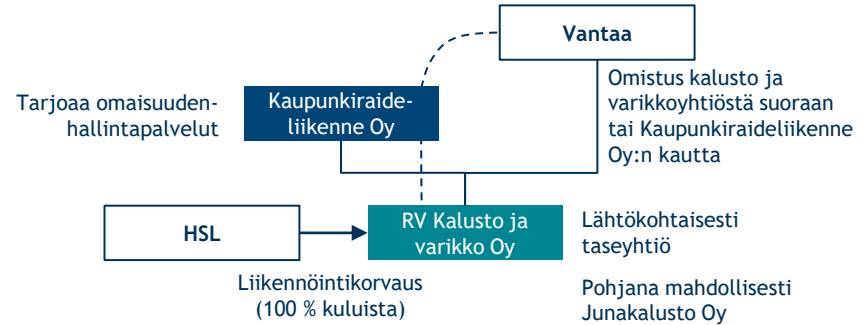 Vantaa
Tarjoaa omaisuuden-
hallintapalvelut
Kaupunkiraide-
liikenne Oy
Omistus kalusto ja
varikkoyhtiöstä suoraan
tai Kaupunkiraideliikenne
Oy:n kautta
HSL
RV Kalusto ja
varikko Oy
Lähtökohtaisesti
taseyhtiö
Liikennöintikorvaus
(100 % kuluista)
Pohjana mahdollisesti
Junakalusto Oy